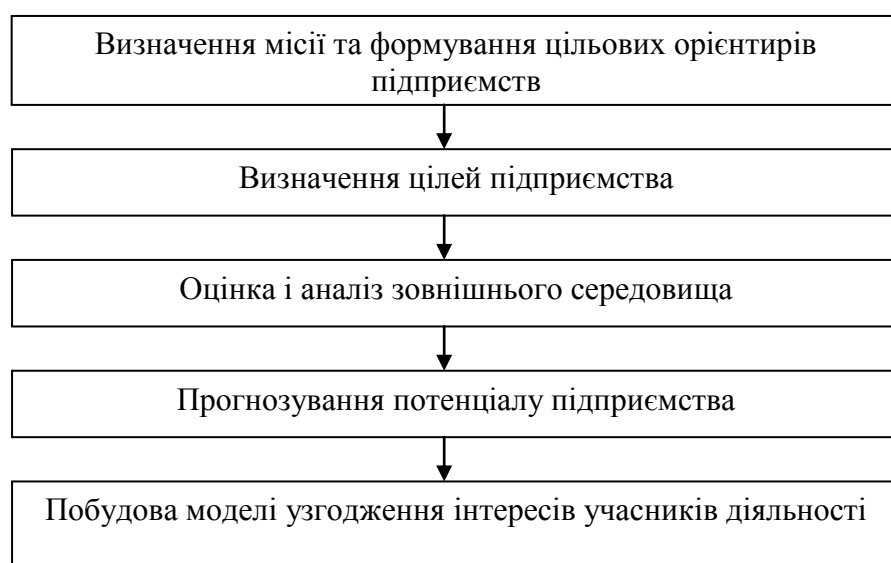 Визначення місії та формування цільових орієнтирів
підприємств
Визначення цілей підприємства
Оцінка і аналіз зовнішнього середовища
Прогнозування потенціалу підприємства
Побудова моделі узгодження інтересів учасників діяльності